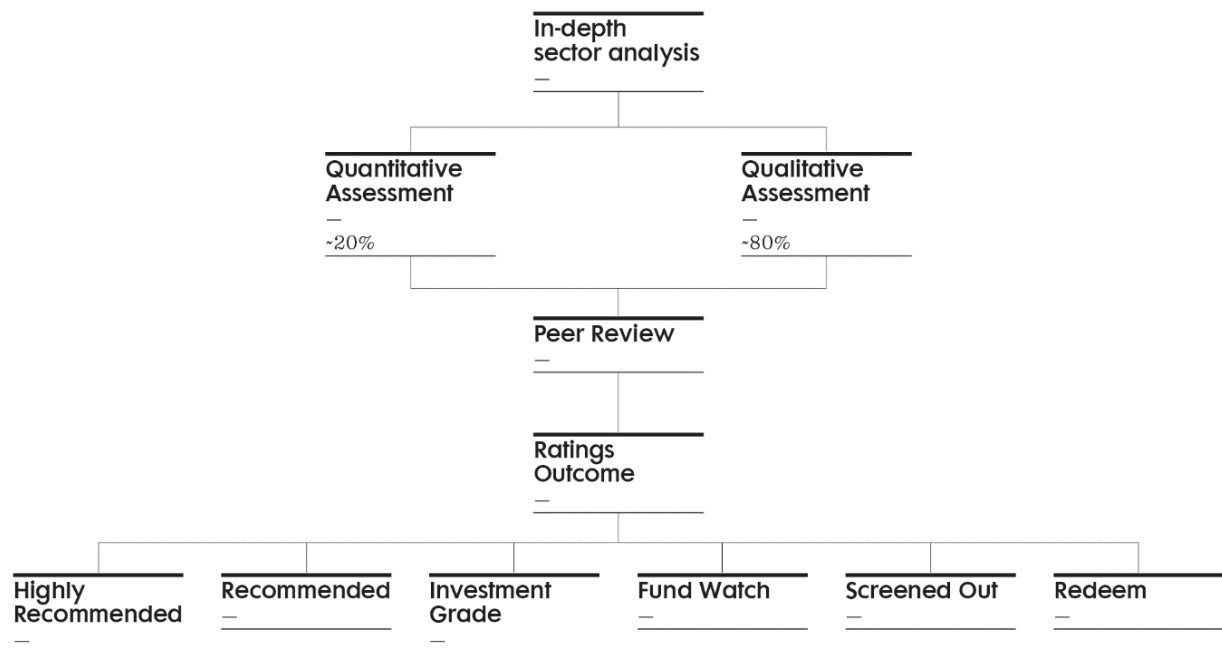 In-depth
sector analysis
—
Quantitative
Assessment
—
~20%
Qualitative
Assessment
—
~80%
Peer Review
—
Ratings
Outcome
—
Highly
Recommended
—
Recommended
—
Investment
Grade
—
Fund Watch
—
Screened Out
—
Redeem
—